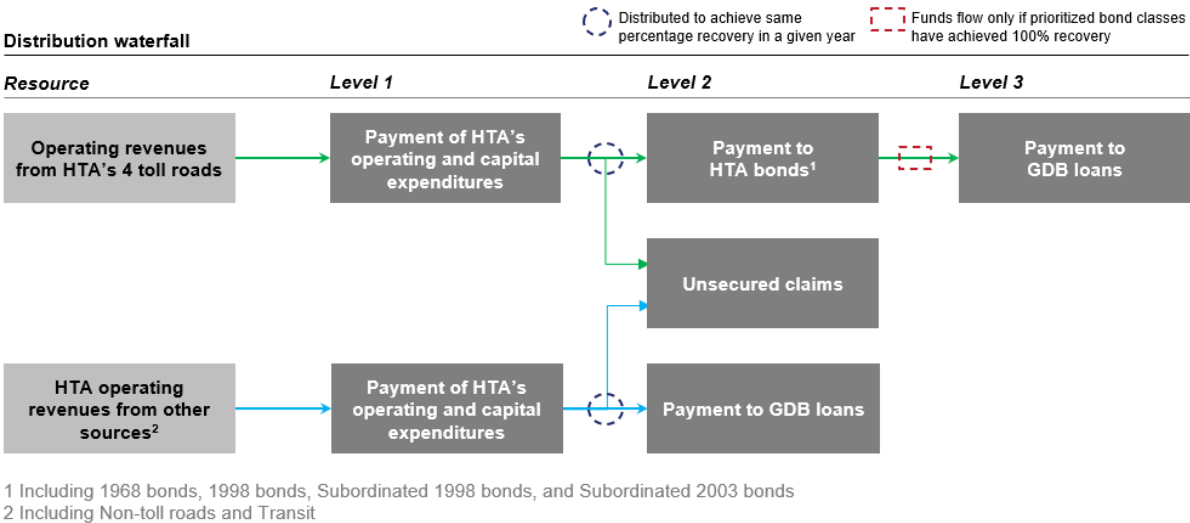 Distributed to achieve same
percentage recovery in a given year
Funds flow only if prioritized bond classes
have achieved 100% recovery
Distribution waterfall
Resource
Level 1
Level 2
Level 3
Operating revenues
from HTA's 4 toll roads
Payment of HTA's
operating and capital
expenditures
Payment to
HTA bonds¹
Payment to
GDB loans
Unsecured claims
HTA operating
revenues from other
sources²
Payment of HTA's
operating and capital
expenditures
Payment to GDB loans
1 Including 1968 bonds, 1998 bonds, Subordinated 1998 bonds, and Subordinated 2003 bonds
2 Including Non-toll roads and Transit